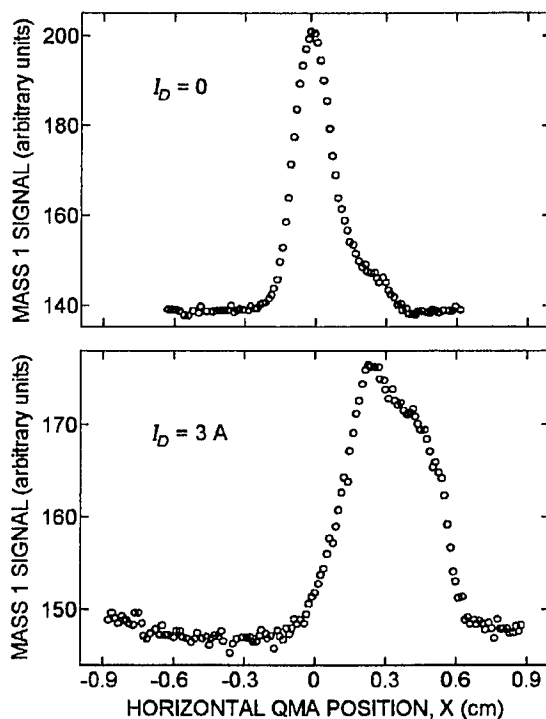 200
180
160
140
MASS 1 SIGNAL (arbitrary units)
I_D = 0
170
160
150
MASS 1 SIGNAL (arbitrary units)
I_D = 3 A
-0.9 -0.6 -0.3 0 0.3 0.6 0.9
HORIZONTAL QMA POSITION, X (cm)